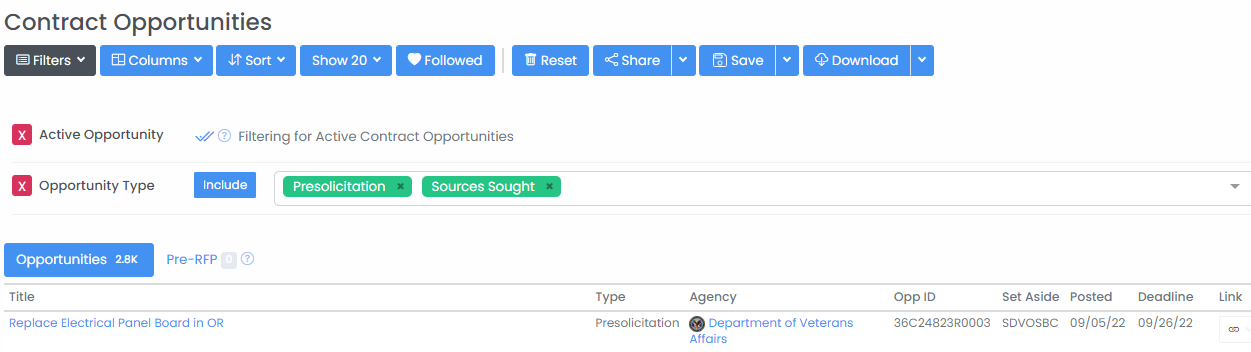 Contract Opportunities
Filters Columns Sort Show 20 Followed Reset Share Save Download
X Active Opportunity ? Filtering for Active Contract Opportunities
X Opportunity Type Include Presolicitation × Sources Sought ×
Opportunities 2.8K Pre-RFP 0 ?
Title Type Agency Opp ID Set Aside Posted Deadline Link
Replace Electrical Panel Board in OR Presolicitation Department of Veterans 36C24823R0003 SDVOSBC 09/05/22 09/26/22
Affairs